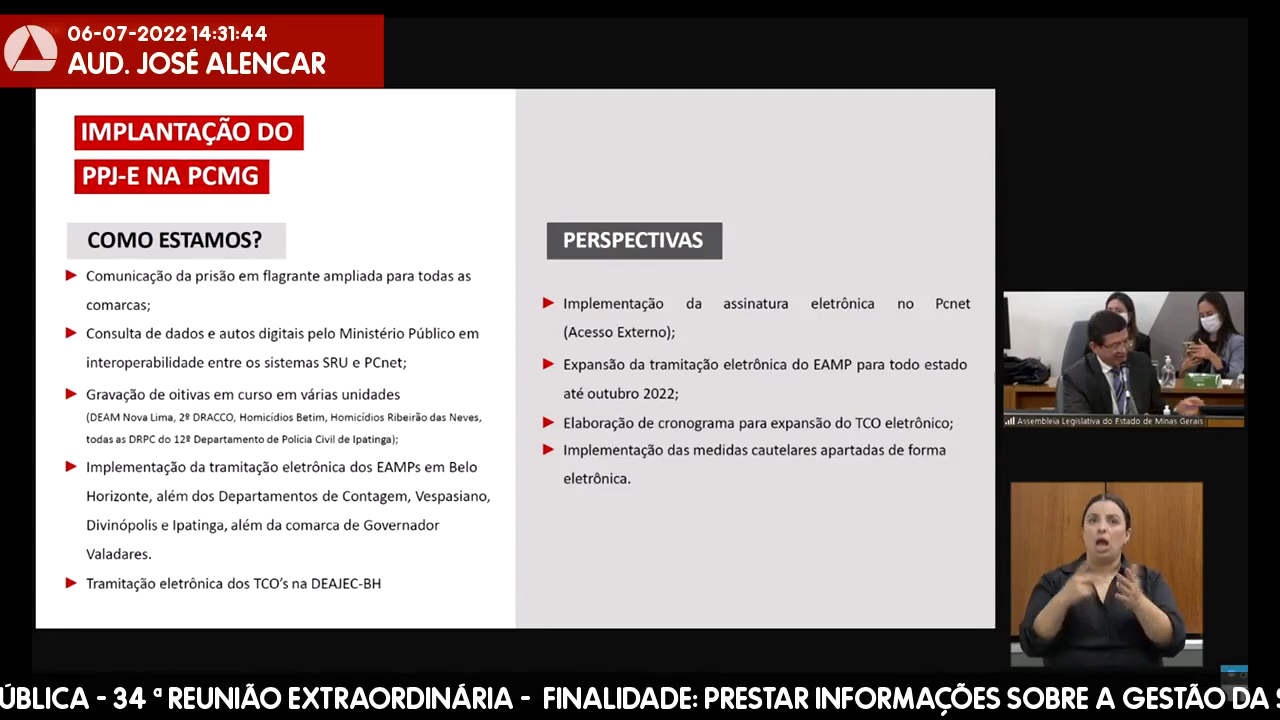 06-07-2022 14:31:44
AUD. JOSÉ ALENCAR
IMPLANTAÇÃO DO
PPJ-E NA PCMG
COMO ESTAMOS?
Comunicação da prisão em flagrante ampliada para todas as
comarcas;
Consulta de dados e autos digitais pelo Ministério Público em
interoperabilidade entre os sistemas SRU e PCnet;
Gravação de oitivas em curso em várias unidades
(DEAM Nova Lima, 2º DRACCO, Homicídios Betim, Homicídios Ribeirão das Neves,
todas as DRPC do 12º Departamento de Polícia Civil de Ipatinga);
Implementação da tramitação eletrônica dos EAMPs em Belo
Horizonte, além dos Departamentos de Contagem, Vespasiano,
Divinópolis e Ipatinga, além da comarca de Governador
Valadares.
Tramitação eletrônica dos TCO's na DEAJEC-BH
PERSPECTIVAS
Implementação da assinatura eletrônica no Pcnet
(Acesso Externo);
Expansão da tramitação eletrônica do EAMP para todo estado
até outubro 2022;
Elaboração de cronograma para expansão do TCO eletrônico;
Implementação das medidas cautelares apartadas de forma
eletrônica.
Assembleia Legislativa do Estado de Minas Gerais
ÚBLICA - 34 ª REUNIÃO EXTRAORDINÁRIA - FINALIDADE: PRESTAR INFORMAÇÕES SOBRE A GESTÃO DA S